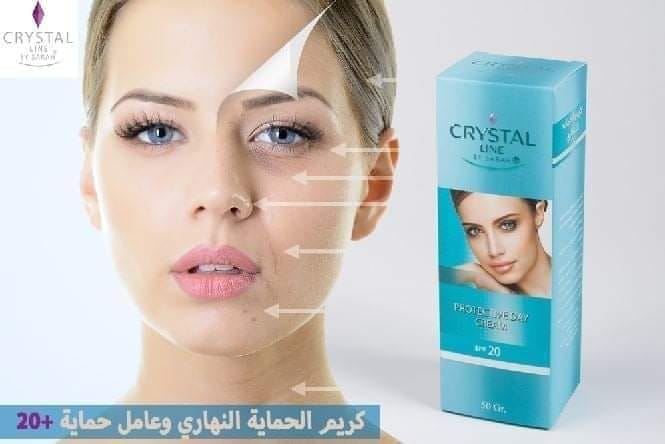 CRYSTAL
LINE
BY SARAH
CRYSTAL
LINE
BY SARAH
PROTECTIVE DAY
CREAM
SPF 20
50 Gr.
كريم الحماية النهاري وعامل حماية +20